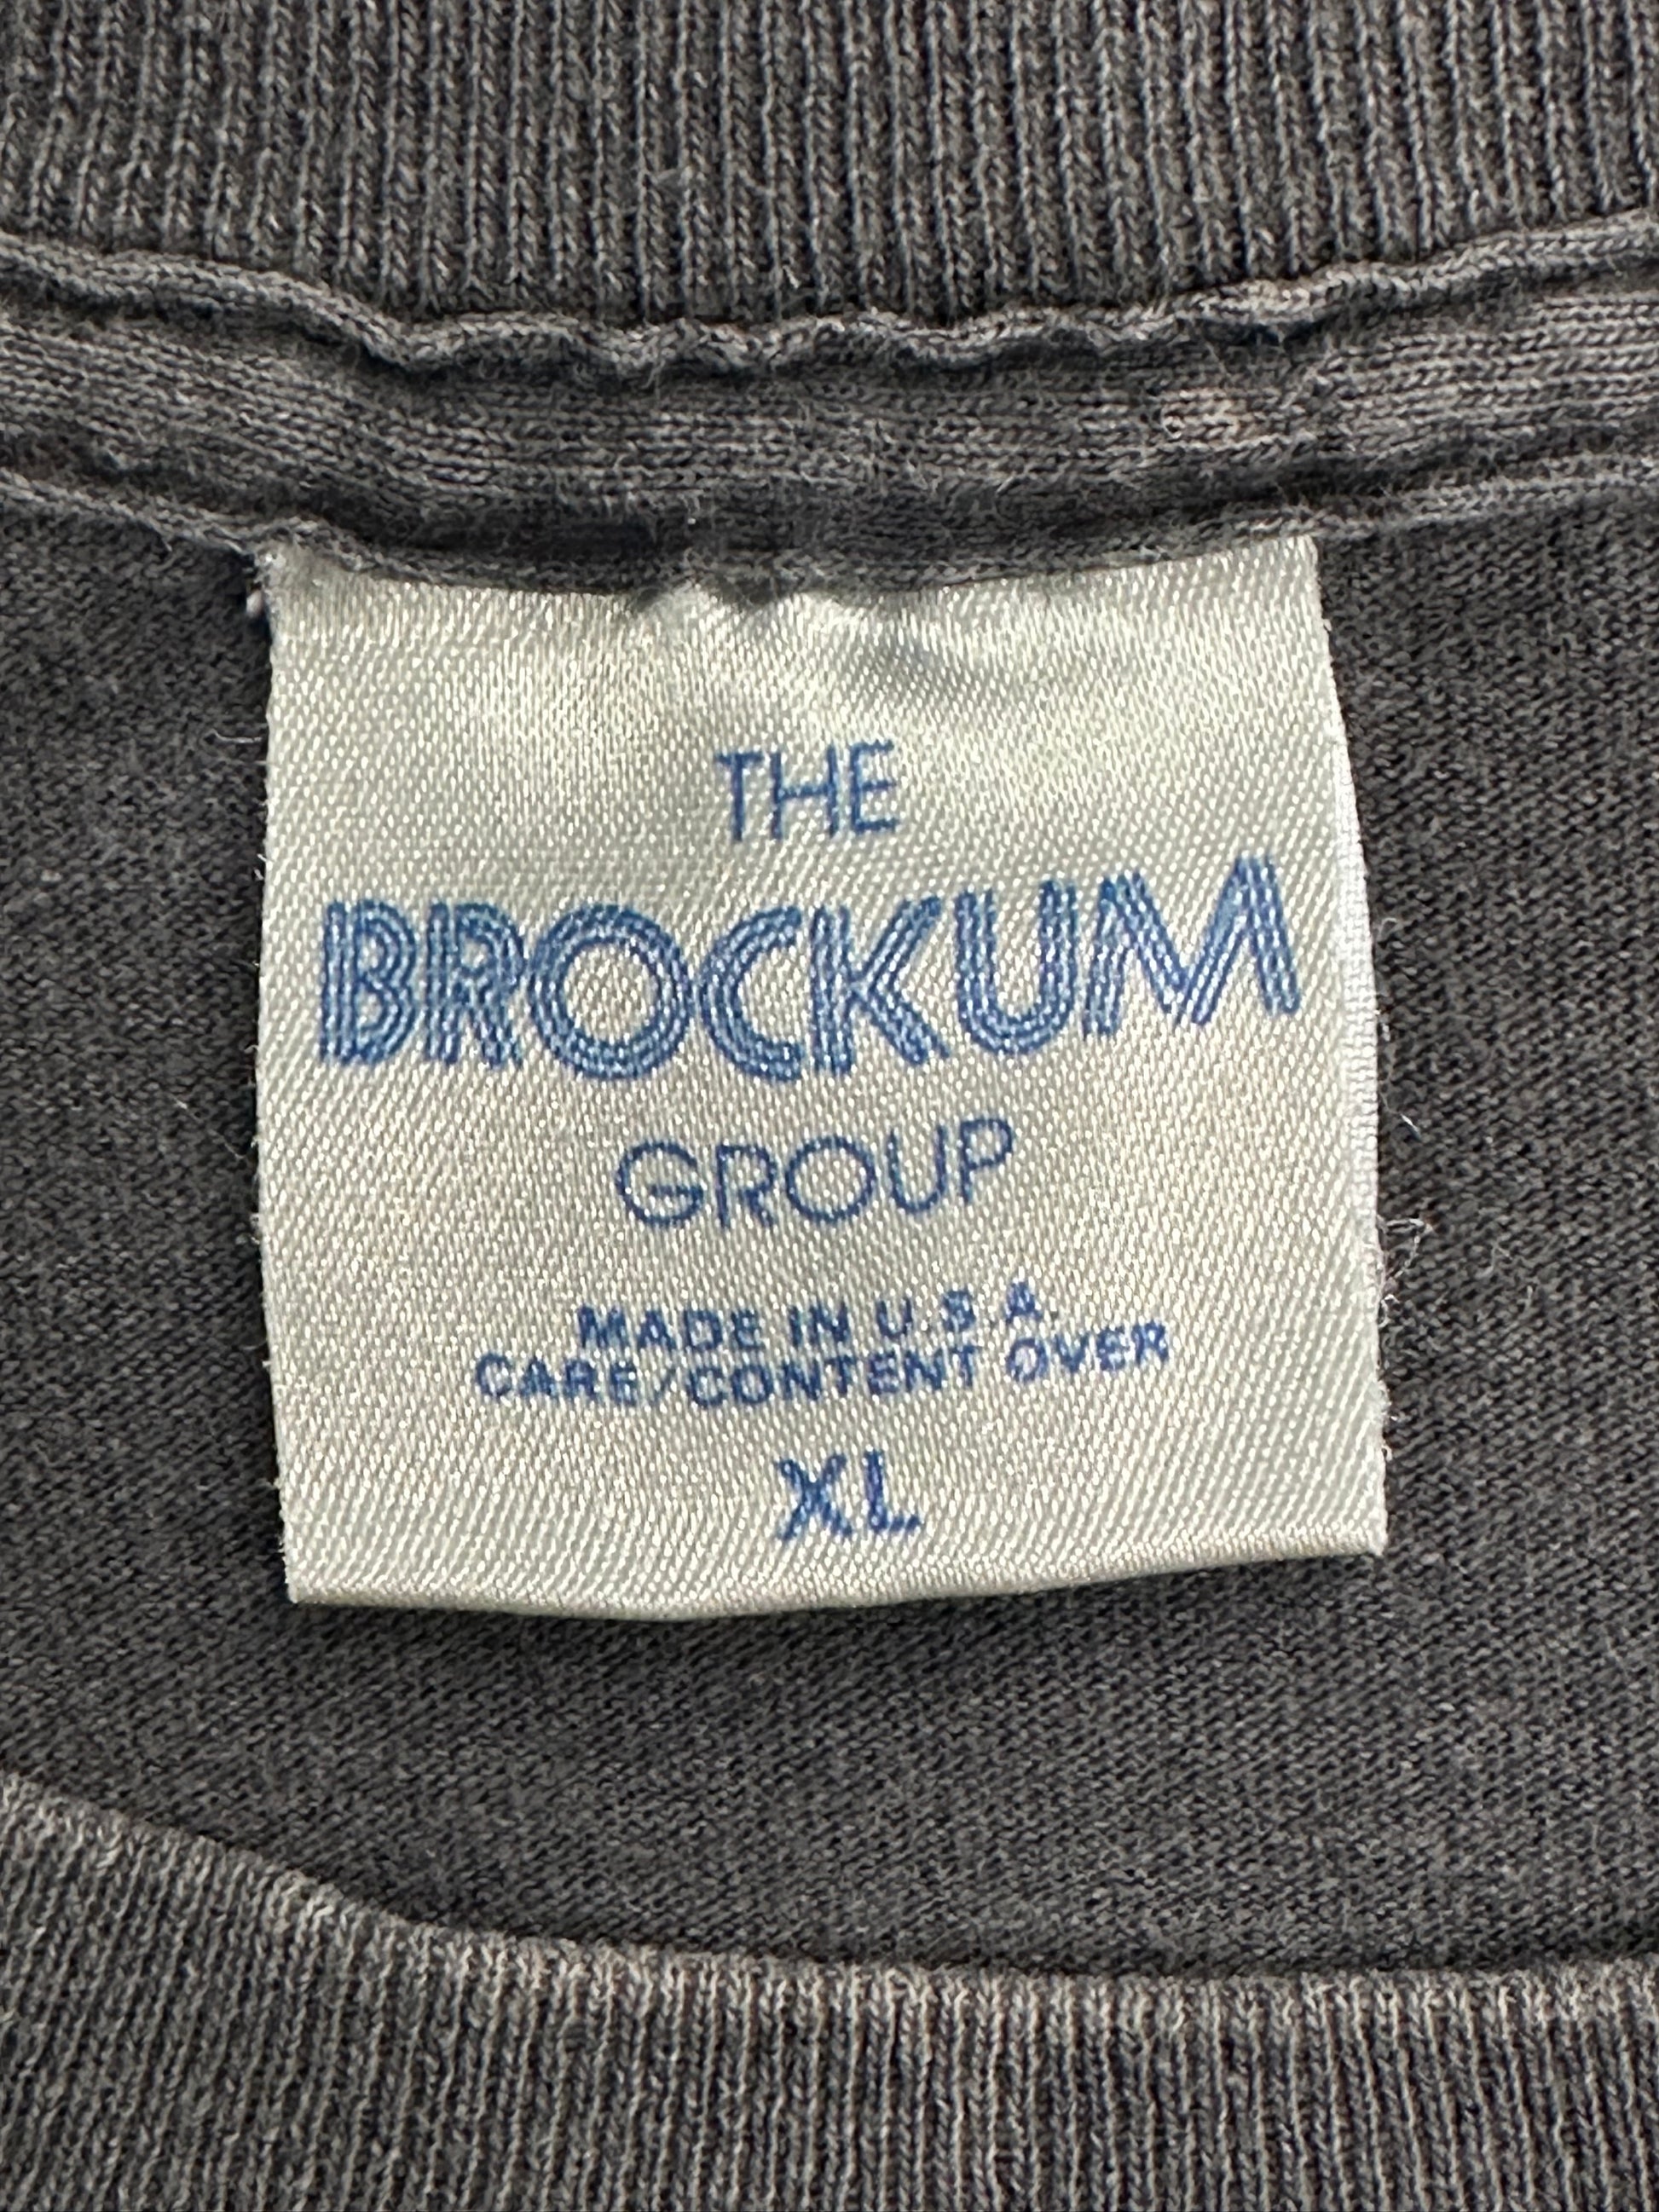 THE
BROCKUM
GROUP
MADE IN U.S.A.
CARE/CONTENT OVER
XL